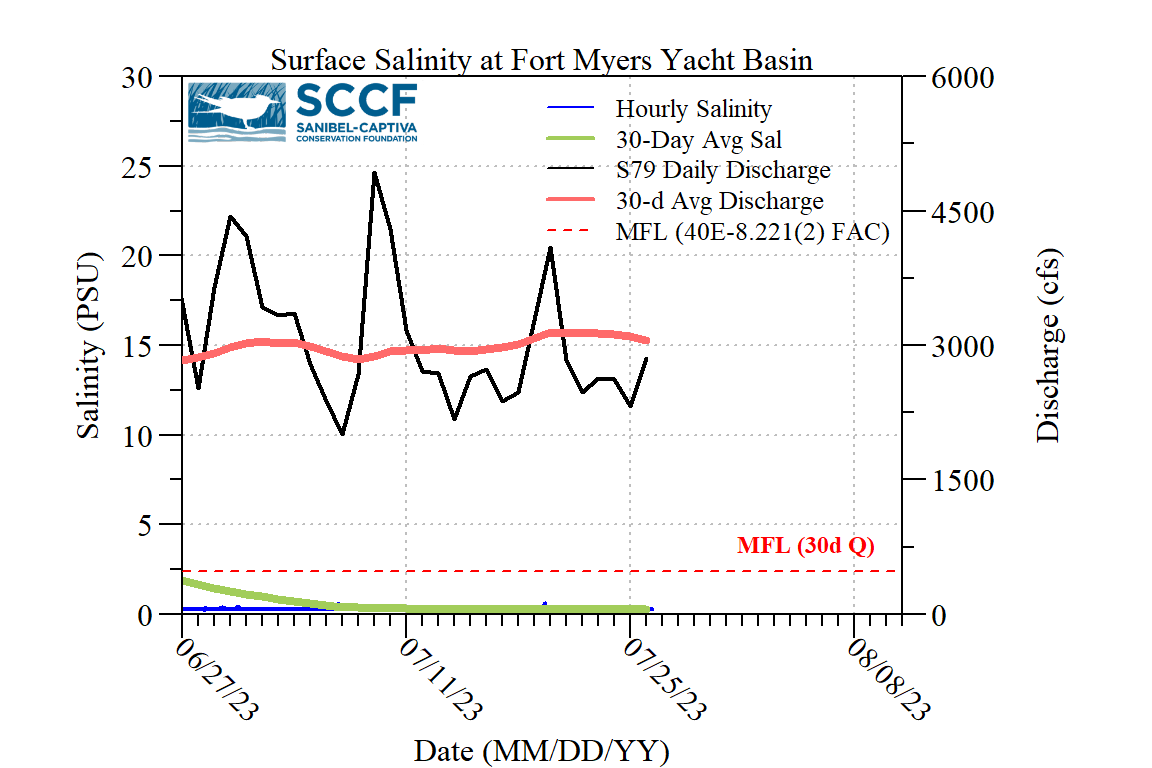 Surface Salinity at Fort Myers Yacht Basin
SCCF
SANIBEL-CAPTIVA
CONSERVATION FOUNDATION
Hourly Salinity
30-Day Avg Sal
S79 Daily Discharge
30-d Avg Discharge
MFL (40E-8.221(2) FAC)
30
25
20
15
10
5
0
Salinity (PSU)
6000
4500
3000
1500
0
Discharge (cfs)
MFL (30d Q)
06/27/23
07/11/23
07/25/23
08/08/23
Date (MM/DD/YY)